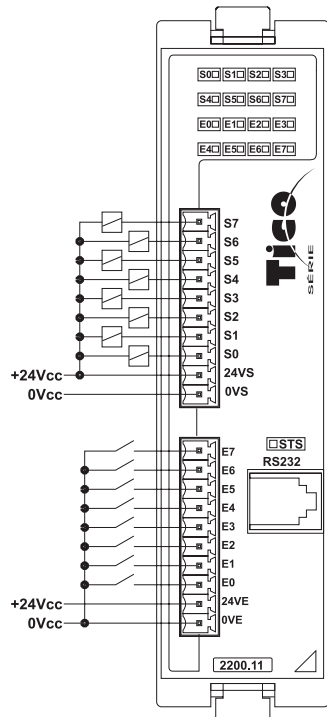 S0 S1 S2 S3
S4 S5 S6 S7
E0 E1 E2 E3
E4 E5 E6 E7
Tico
SÉRIE
S7
S6
S5
S4
S3
S2
S1
S0
+24Vcc 24VS
0Vcc 0VS
STS
RS232
E7
E6
E5
E4
E3
E2
E1
E0
+24Vcc 24VE
0Vcc 0VE
2200.11